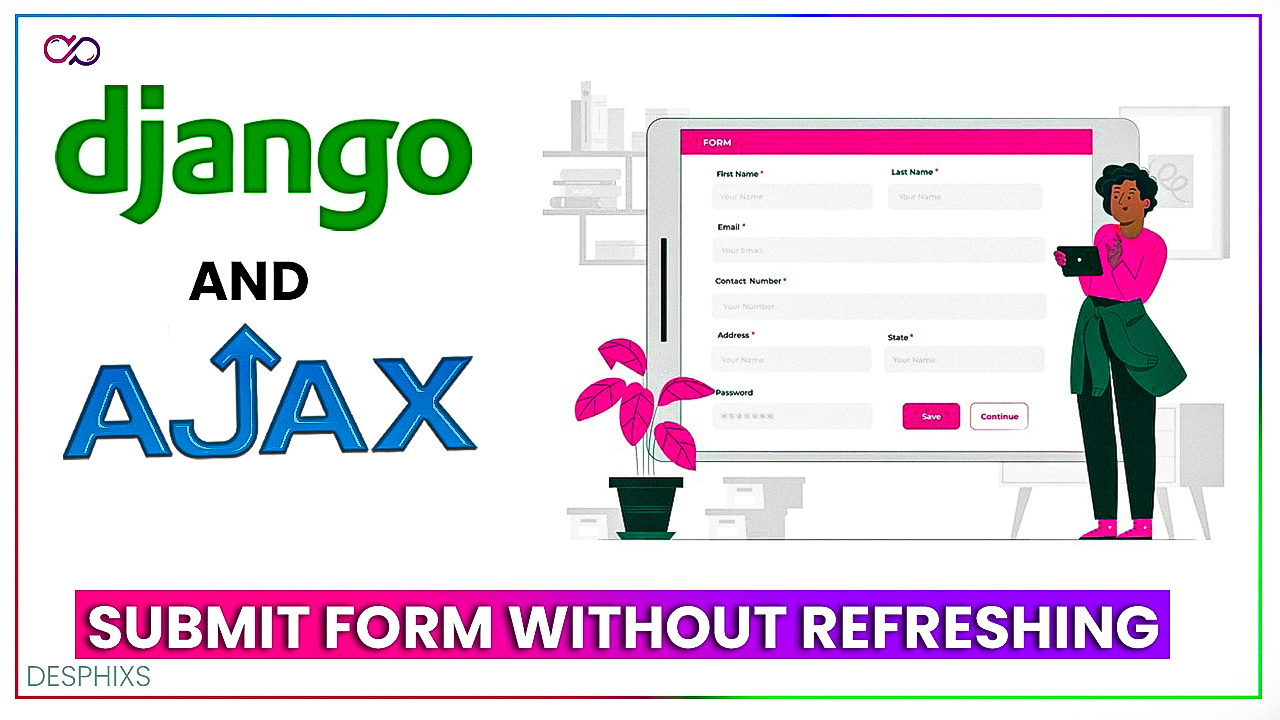 django
AND
AJAX
FORM
First Name *
Last Name *
Your Name
Your Name
Email *
Your Email
Contact Number *
Your Number
Address *
State *
Your Name
Your Name
Password
*******
Save
Continue
SUBMIT FORM WITHOUT REFRESHING
DESPHIXS